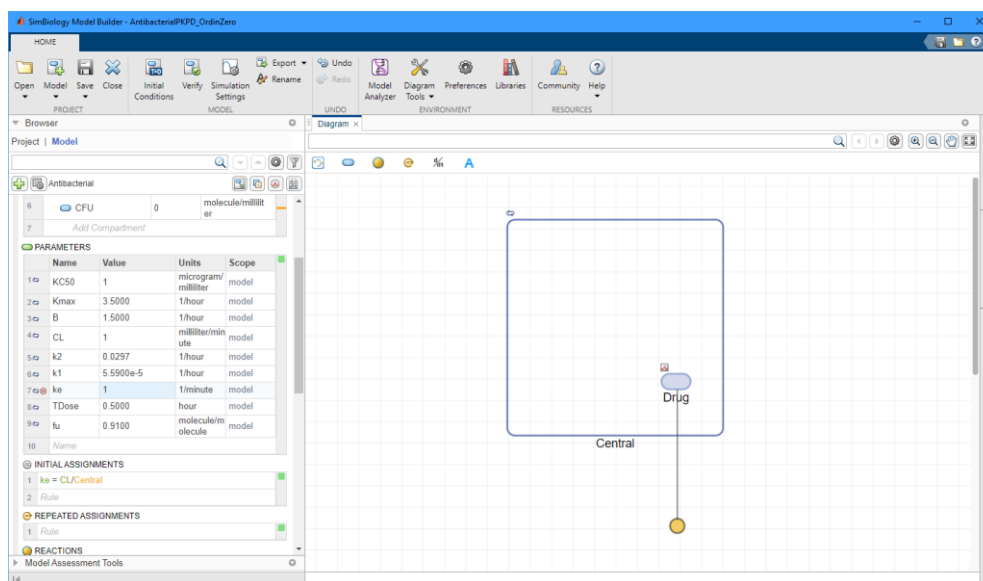 SimBiology Model Builder - AntibacterialPKPD_OrdinZero
HOME
Open Model Save Close Initial Conditions Verify Simulation Settings Export Rename Undo Redo Model Analyzer Diagram Tools Preferences Libraries Community Help
PROJECT MODEL UNDO ENVIRONMENT RESOURCES
Browser
Diagram ×
Project | Model
Antibacterial
6 CFU 0 molecule/milliliter
7 Add Compartment
PARAMETERS
Name Value Units Scope
1 KC50 1 microgram/milliliter model
2 Kmax 3.5000 1/hour model
3 B 1.5000 1/hour model
4 CL 1 milliliter/minute model
5 k2 0.0297 1/hour model
6 k1 5.5900e-5 1/hour model
7 ke 1 1/minute model
8 TDose 0.5000 hour model
9 fu 0.9100 molecule/molecule model
10 Name
INITIAL ASSIGNMENTS
1 ke = CL/Central
2 Rule
REPEATED ASSIGNMENTS
1 Rule
REACTIONS
Model Assessment Tools
A
Drug
Central